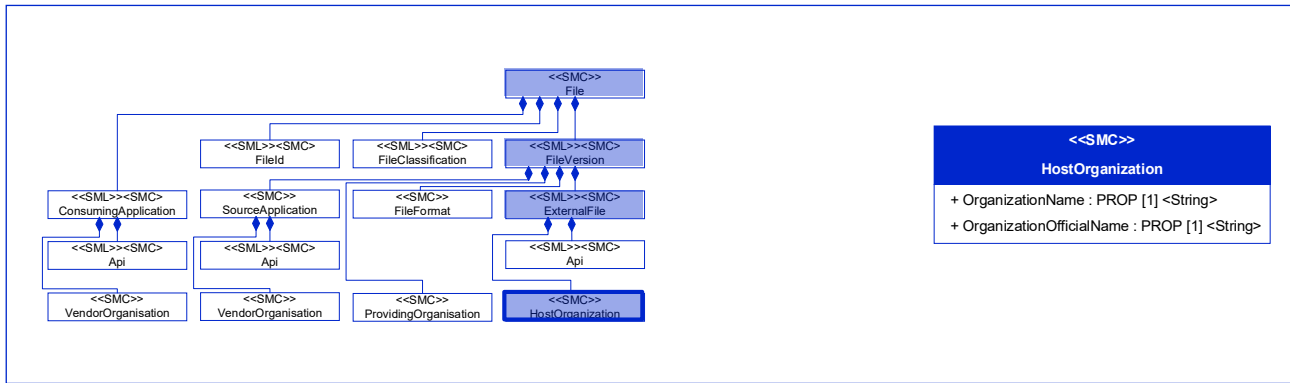 <<SMC>>
File
<<SML>><<SMC>
FileId
<<SML>><<SMC>
FileClassification
<<SML>><<SMC>
FileVersion
<<SML>><<SMC>
ConsumingApplication
<<SMC>>
SourceApplication
<<SMC>>
FileFormat
<<SML>><<SMC>
ExternalFile
<<SML>><<SMC>
Api
<<SML>><<SMC>
Api
<<SML>><<SMC>
Api
<<SMC>>
VendorOrganisation
<<SMC>>
VendorOrganisation
<<SMC>>
ProvidingOrganisation
<<SMC>>
HostOrganization
<<SMC>>
HostOrganization
+ OrganizationName : PROP [1] <String>
+ OrganizationOfficialName : PROP [1] <String>